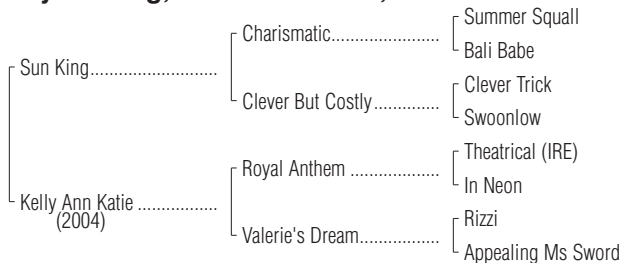 Summer Squall
Charismatic.......................
Bali Babe
Sun King...........................
Clever Trick
Clever But Costly..............
Swoonlow
Theatrical (IRE)
Royal Anthem ...................
In Neon
Kelly Ann Katie .................
(2004)
Rizzi
Valerie's Dream.................
Appealing Ms Sword